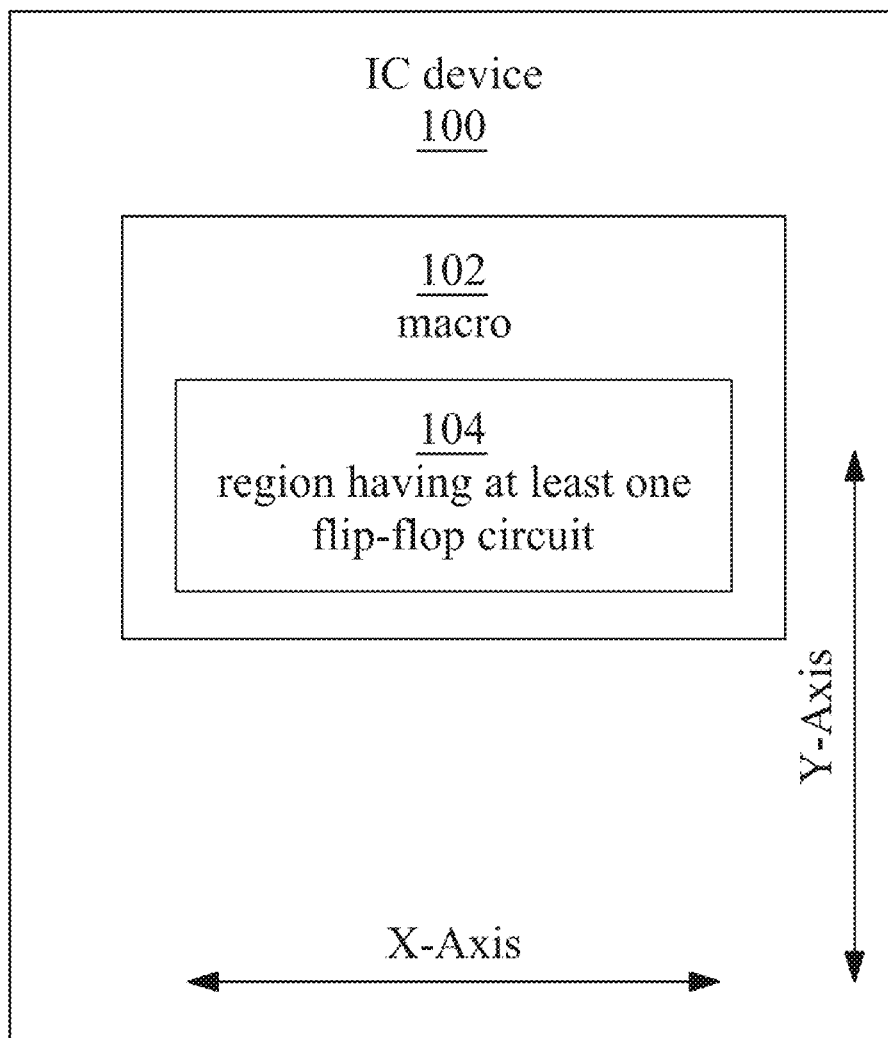 IC device
100
102
macro
104
region having at least one
flip-flop circuit
Y-Axis
X-Axis